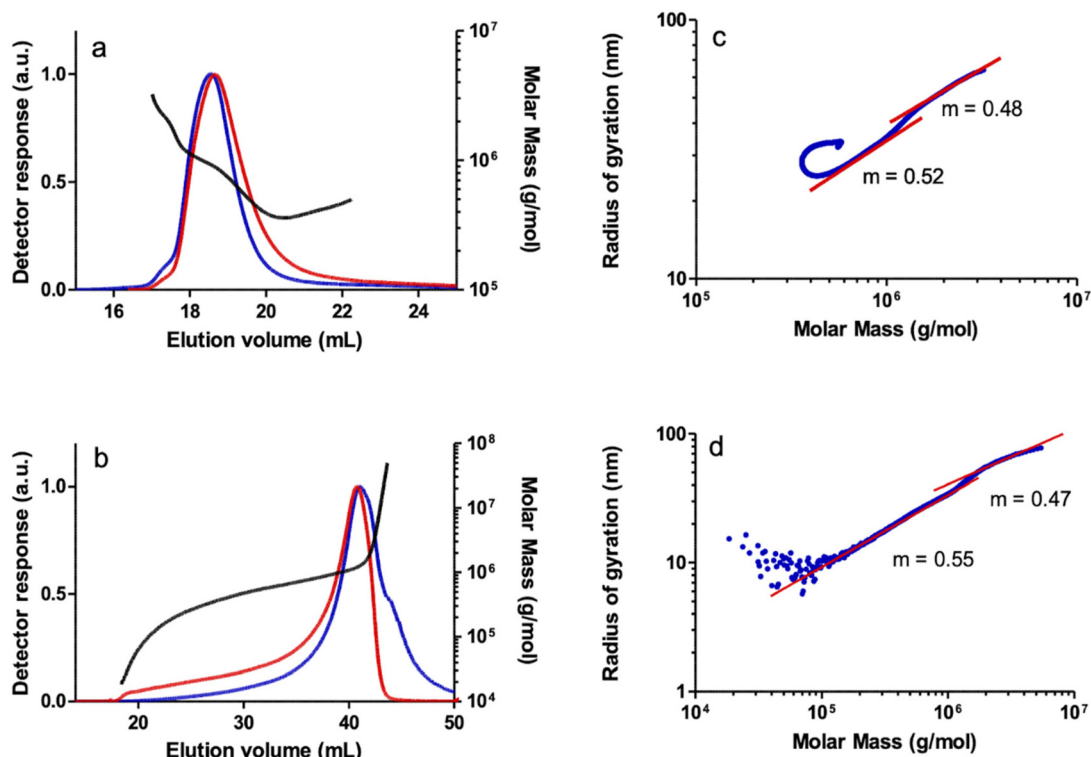 a
Detector response (a.u.)
1.0
0.5
0.0
16 18 20 22 24
Elution volume (mL)
10⁷
10⁶
10⁵
Molar Mass (g/mol)
c
Radius of gyration (nm)
100
10
m = 0.48
m = 0.52
10⁵ 10⁶ 10⁷
Molar Mass (g/mol)
b
Detector response (a.u.)
1.0
0.5
0.0
20 30 40 50
Elution volume (mL)
10⁸
10⁷
10⁶
10⁵
10⁴
Molar Mass (g/mol)
d
Radius of gyration (nm)
100
10
1
m = 0.47
m = 0.55
10⁴ 10⁵ 10⁶ 10⁷
Molar Mass (g/mol)